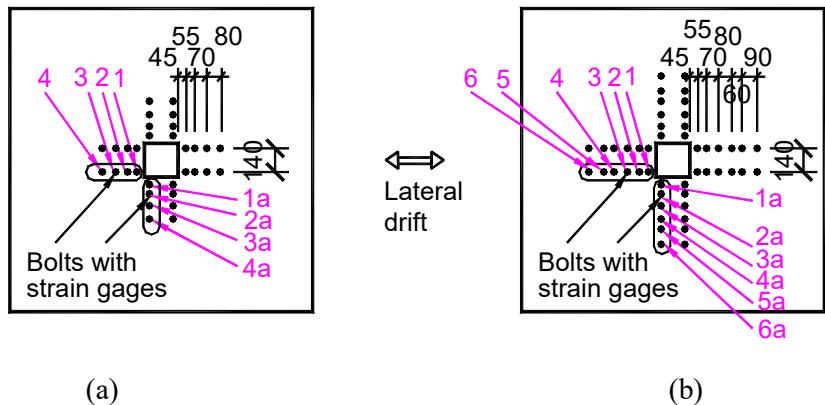 55 80
45 70
4 3 2 1
140
1a
2a
3a
4a
Bolts with
strain gages
(a)
Lateral
drift
55 80
45 70 90
60
6 5 4 3 2 1
140
1a
2a
3a
4a
5a
6a
Bolts with
strain gages
(b)